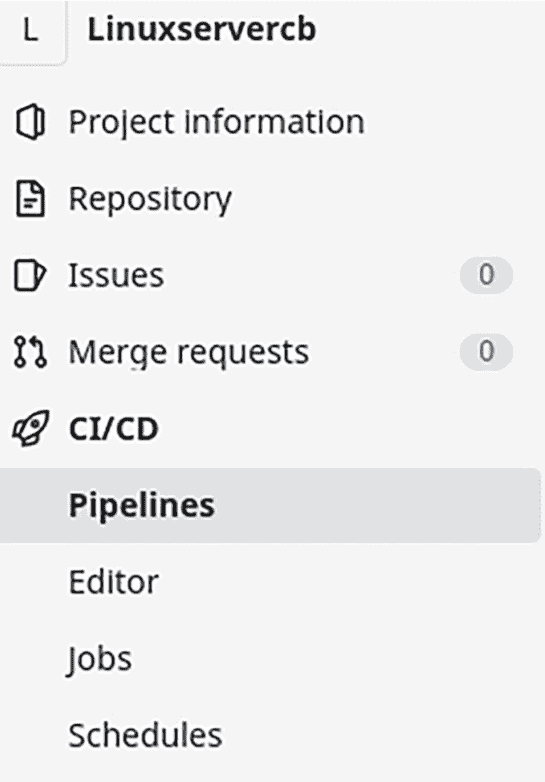 L Linuxservercb
Project information
Repository
Issues 0
Merge requests 0
CI/CD
Pipelines
Editor
Jobs
Schedules